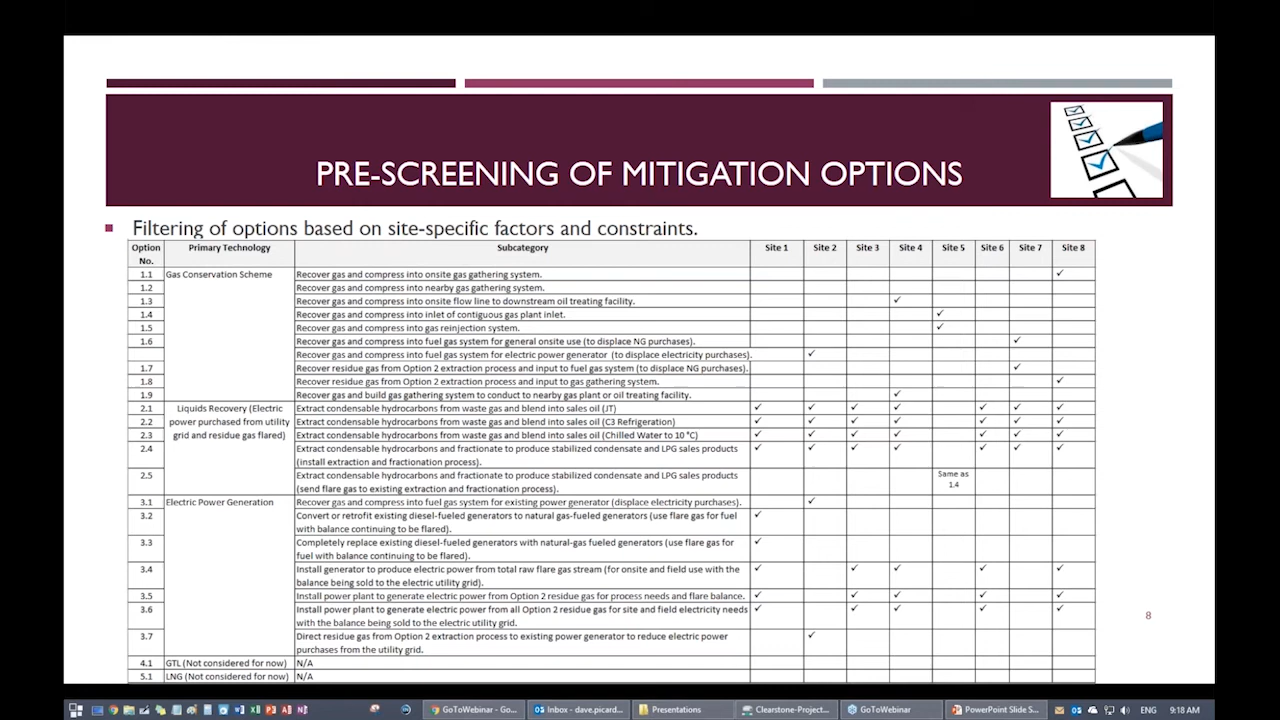 PRE-SCREENING OF MITIGATION OPTIONS
Filtering of options based on site-specific factors and constraints.
Option No. Primary Technology Subcategory Site 1 Site 2 Site 3 Site 4 Site 5 Site 6 Site 7 Site 8
1.1 Gas Conservation Scheme Recover gas and compress into onsite gas gathering system. ✓
1.2 Recover gas and compress into nearby gas gathering system.
1.3 Recover gas and compress into onsite flow line to downstream oil treating facility. ✓
1.4 Recover gas and compress into inlet of contiguous gas plant inlet. ✓
1.5 Recover gas and compress into gas reinjection system. ✓
1.6 Recover gas and compress into fuel system for general onsite use (to displace NG purchases). ✓
Recover gas and compress into fuel system for electric power generator (to displace electricity purchases). ✓
1.7 Recover residue gas from Option 2 extraction process and input to fuel gas system (to displace NG purchases). ✓
1.8 Recover residue gas from Option 2 extraction process and input to gas gathering system. ✓
1.9 Recover gas and build gas gathering system to conduct to nearby gas plant or oil treating facility. ✓
2.1 Liquids Recovery (Electric Extract condensable hydrocarbons from waste gas and blend into sales oil (JT) ✓ ✓ ✓ ✓ ✓ ✓ ✓
2.2 power purchased from utility Extract condensable hydrocarbons from waste gas and blend into sales oil (C3 Refrigeration) ✓ ✓ ✓ ✓ ✓ ✓ ✓
2.3 grid and residue gas flared) Extract condensable hydrocarbons from waste gas and blend into sales oil (Chilled Water to 10 °C) ✓ ✓ ✓ ✓ ✓ ✓ ✓
2.4 Extract condensable hydrocarbons and fractionate to produce stabilized condensate and LPG sales products ✓ ✓ ✓ ✓ ✓ ✓ ✓
(install extraction and fractionation process).
2.5 Extract condensable hydrocarbons and fractionate to produce stabilized condensate and LPG sales products Same as
(send flare gas to existing extraction and fractionation process). 1.4
3.1 Electric Power Generation Recover gas and compress into fuel gas system for existing power generator (displace electricity purchases). ✓
3.2 Convert or retrofit existing diesel-fueled generators to natural gas-fueled generators (use flare gas for fuel ✓
with balance continuing to be flared).
3.3 Completely replace existing diesel-fueled generators with natural-gas fueled generators (use flare gas for ✓
fuel with balance continuing to be flared).
3.4 Install generator to produce electric power from total raw flare gas stream (for onsite and field use with the ✓ ✓ ✓ ✓ ✓
balance being sold to the electric utility grid).
3.5 Install power plant to generate electric power from Option 2 residue gas for process needs and flare balance. ✓ ✓ ✓ ✓ ✓
3.6 Install power plant to generate electric power from all Option 2 residue gas for site and field electricity needs ✓ ✓ ✓ ✓ ✓
with the balance being sold to the electric utility grid.
3.7 Direct residue gas from Option 2 extraction process to existing power generator to reduce electric power ✓
purchases from the utility grid.
4.1 GTL (Not considered for now) N/A
5.1 LNG (Not considered for now) N/A
8
GoToWebinar - Go... Inbox - dave.picard... Presentations Clearstone-Project... GoToWebinar PowerPoint Slide S... ENG 9:18 AM